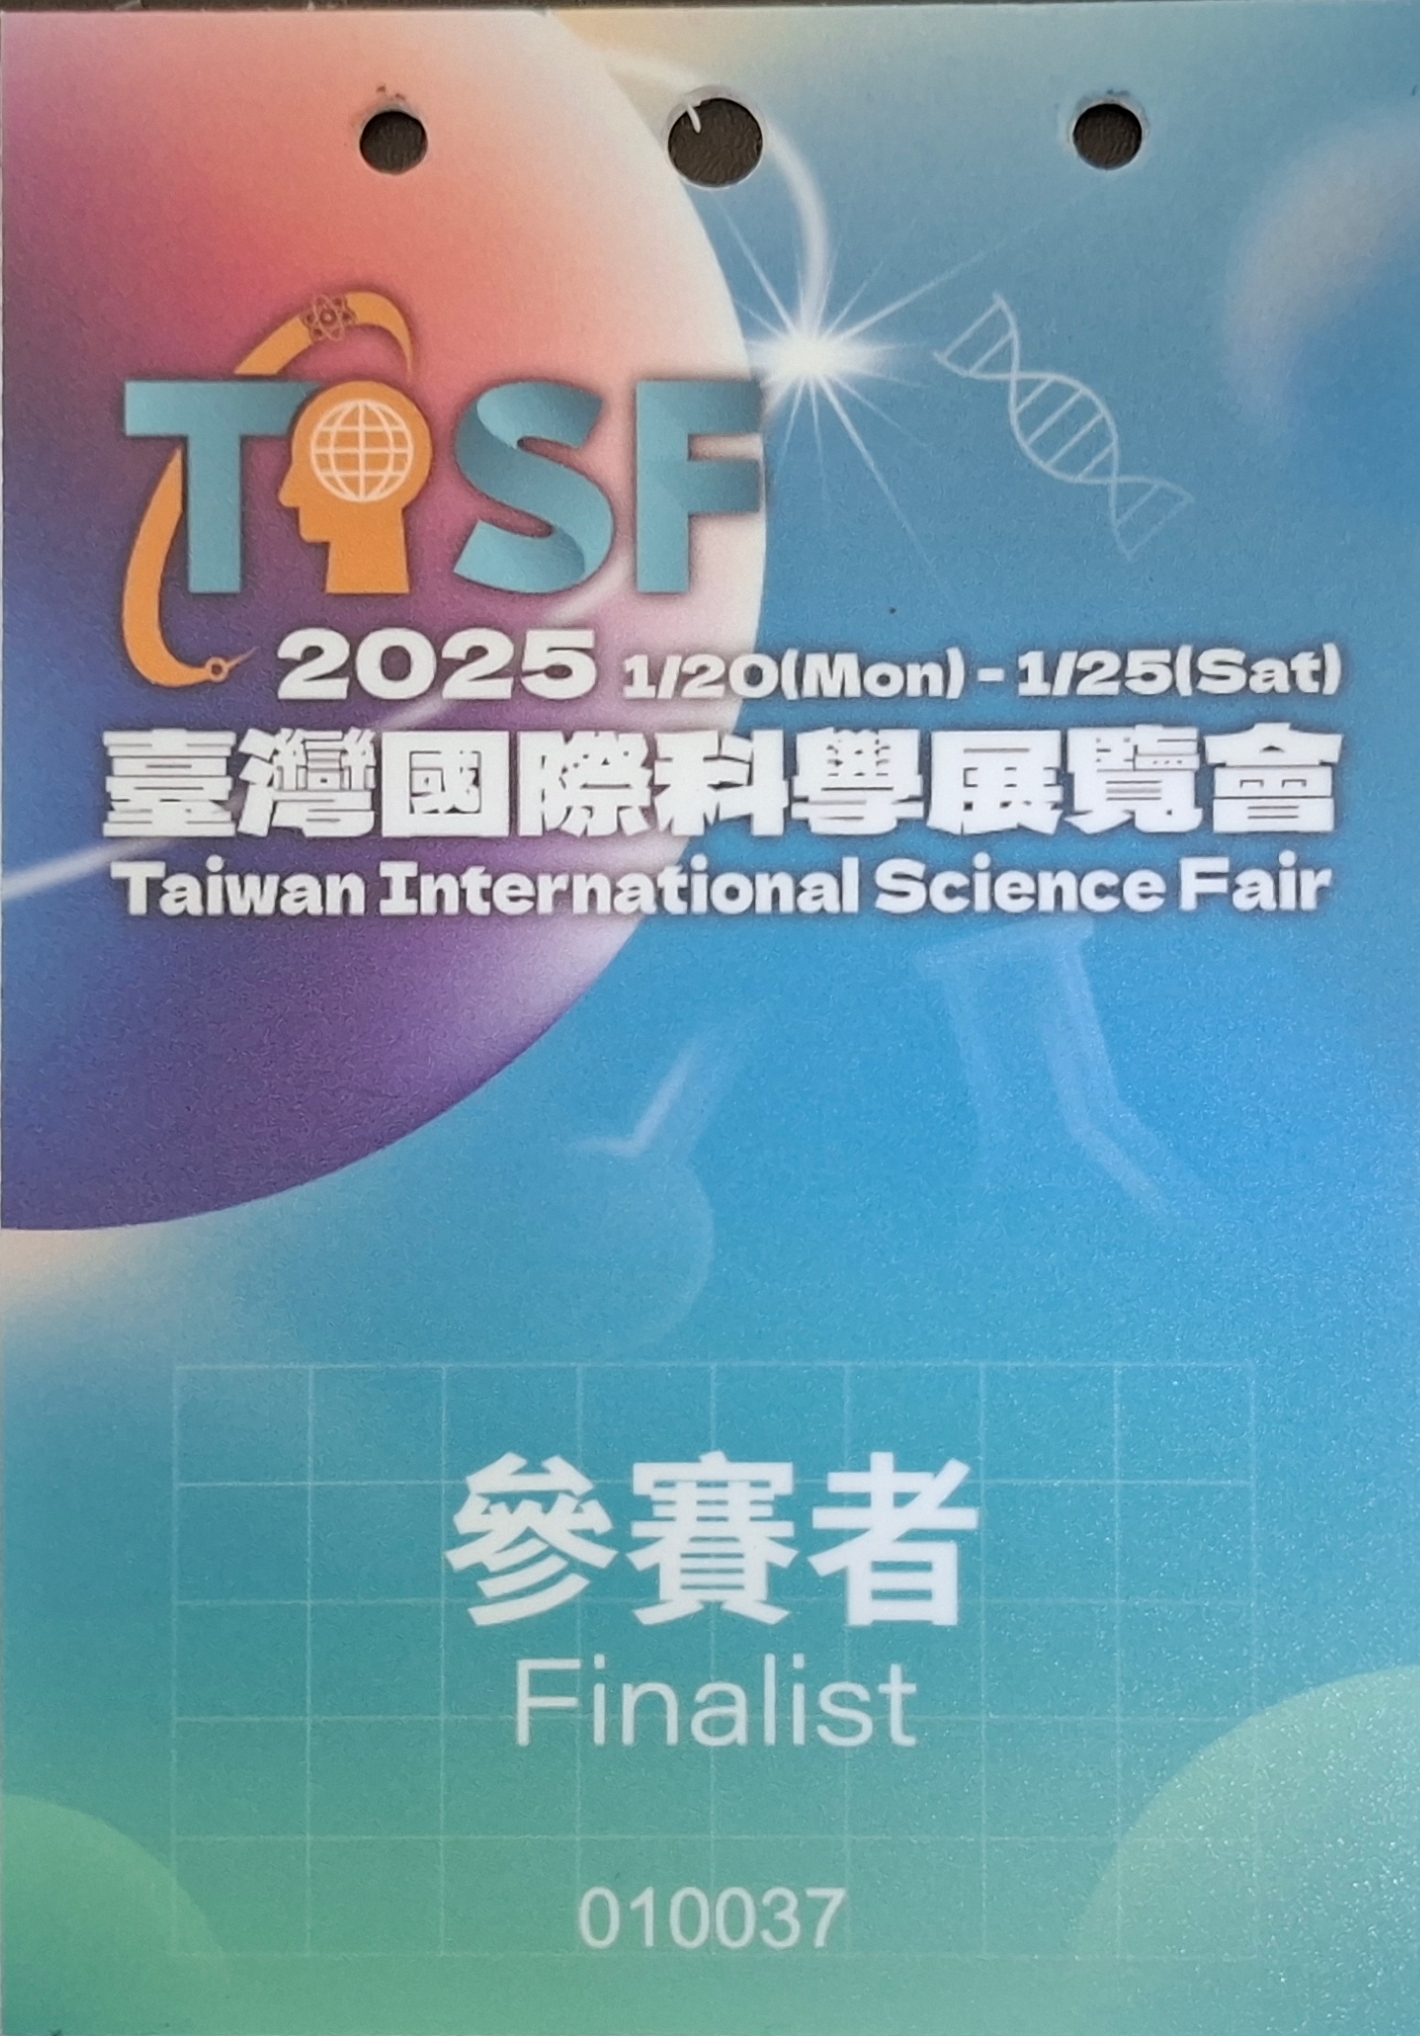 TISF
2025 1/20(Mon) - 1/25(Sat)
臺灣國際科學展覽會
Taiwan International Science Fair
參賽者
Finalist
010037